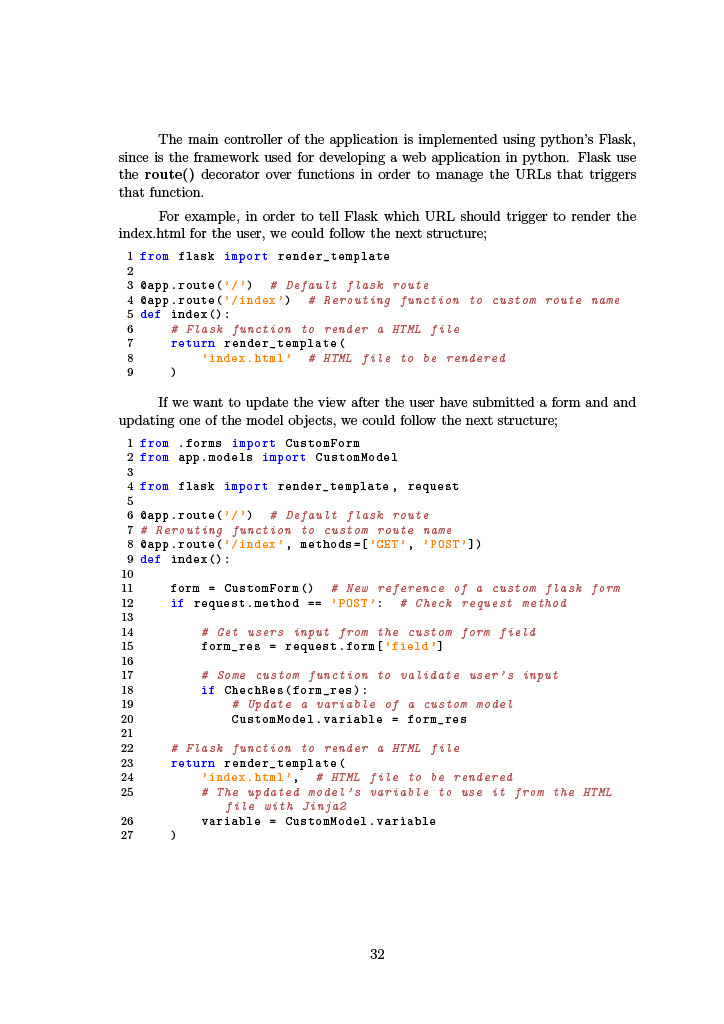 The main controller of the application is implemented using python's Flask,
since is the framework used for developing a web application in python. Flask use
the route() decorator over functions in order to manage the URLs that triggers
that function.
For example, in order to tell Flask which URL should trigger to render the
index.html for the user, we could follow the next structure;
1 from flask import render_template
2
3 @app.route('/')  # Default flask route
4 @app.route('/index')  # Rerouting function to custom route name
5 def index():
6     # Flask function to render a HTML file
7     return render_template(
8         'index.html'  # HTML file to be rendered
9     )
If we want to update the view after the user have submitted a form and and
updating one of the model objects, we could follow the next structure;
1 from .forms import CustomForm
2 from app.models import CustomModel
3
4 from flask import render_template, request
5
6 @app.route('/')  # Default flask route
7 # Rerouting function to custom route name
8 @app.route('/index', methods=['GET', 'POST'])
9 def index():
10
11     form = CustomForm()  # New reference of a custom flask form
12     if request.method == 'POST':  # Check request method
13
14         # Get users input from the custom form field
15         form_res = request.form['field']
16
17         # Some custom function to validate user's input
18         if ChechRes(form_res):
19             # Update a variable of a custom model
20             CustomModel.variable = form_res
21
22     # Flask function to render a HTML file
23     return render_template(
24         'index.html',  # HTML file to be rendered
25         # The updated model's variable to use it from the HTML
file with Jinja2
26         variable = CustomModel.variable
27     )
32